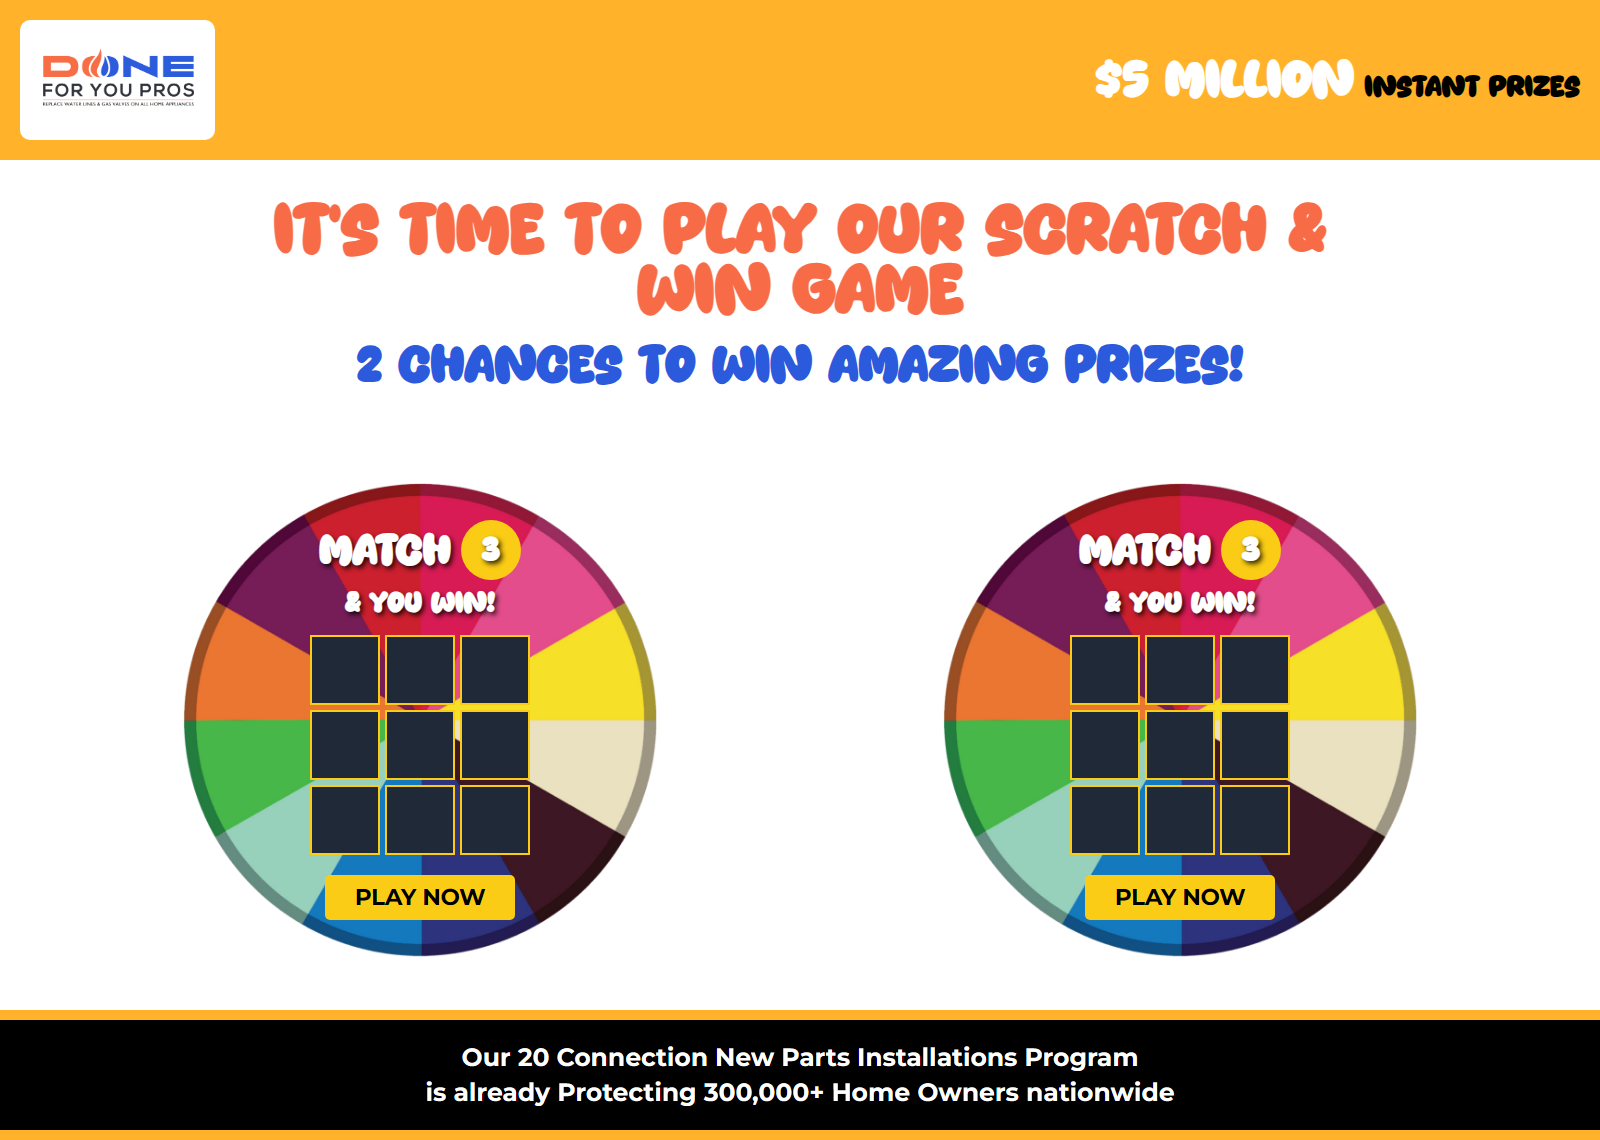 DONE
FOR YOU PROS
REPLACE WATER LINES & GAS VALVES ON ALL HOME APPLIANCES
$5 MILLION INSTANT PRIZES
IT'S TIME TO PLAY OUR SCRATCH &
WIN GAME
2 CHANCES TO WIN AMAZING PRIZES!
MATCH 3
& YOU WIN!
PLAY NOW
MATCH 3
& YOU WIN!
PLAY NOW
Our 20 Connection New Parts Installations Program
is already Protecting 300,000+ Home Owners nationwide